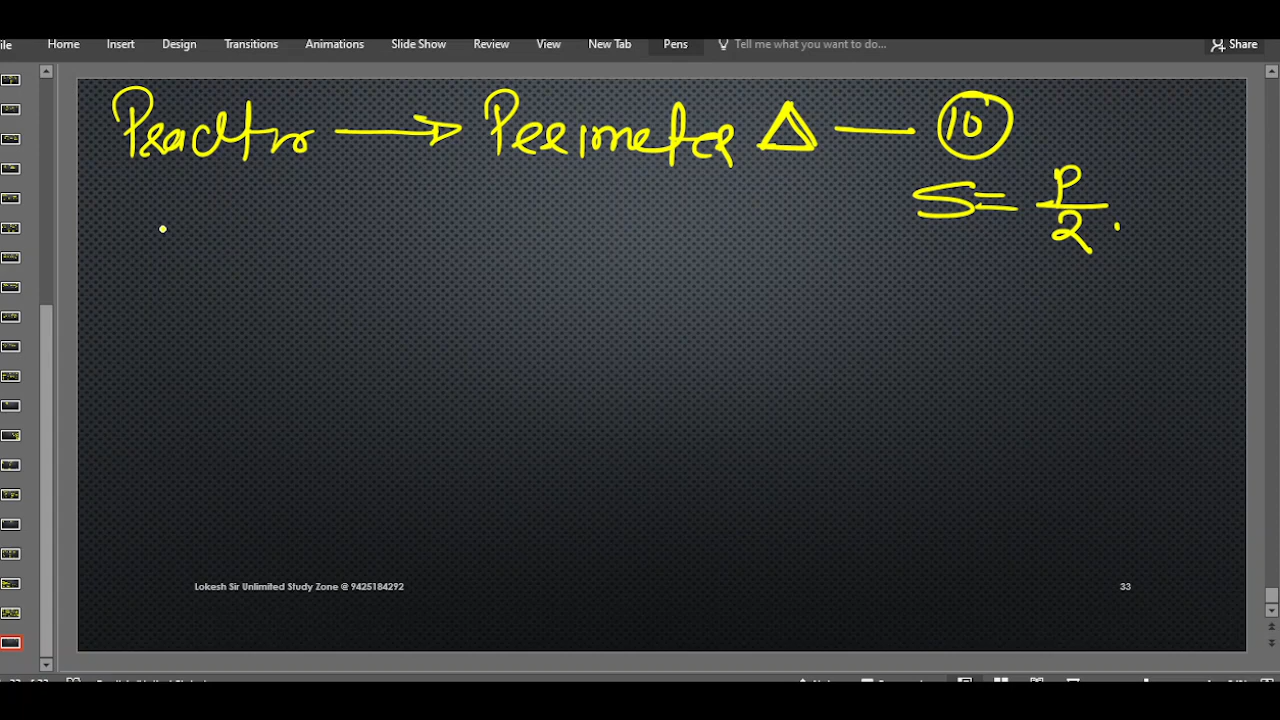 File Home Insert Design Transitions Animations Slide Show Review View New Tab Pens Tell me what you want to do... Share
Practice → Perimeter Δ — 10
S = P/2
Lokesh Sir Unlimited Study Zone @ 9425184292 33